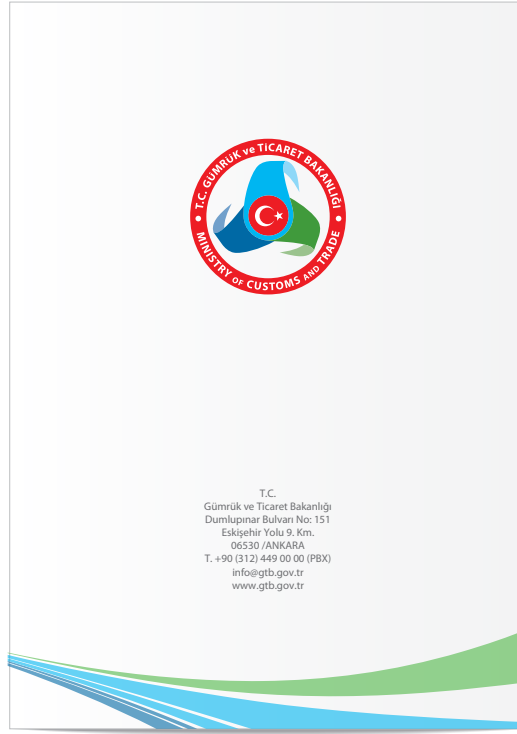 T.C. GÜMRÜK ve TİCARET BAKANLIĞI
MINISTRY OF CUSTOMS AND TRADE
T.C.
Gümrük ve Ticaret Bakanlığı
Dumlupınar Bulvarı No: 151
Eskişehir Yolu 9. Km.
06530 /ANKARA
T. +90 (312) 449 00 00 (PBX)
info@gtb.gov.tr
www.gtb.gov.tr